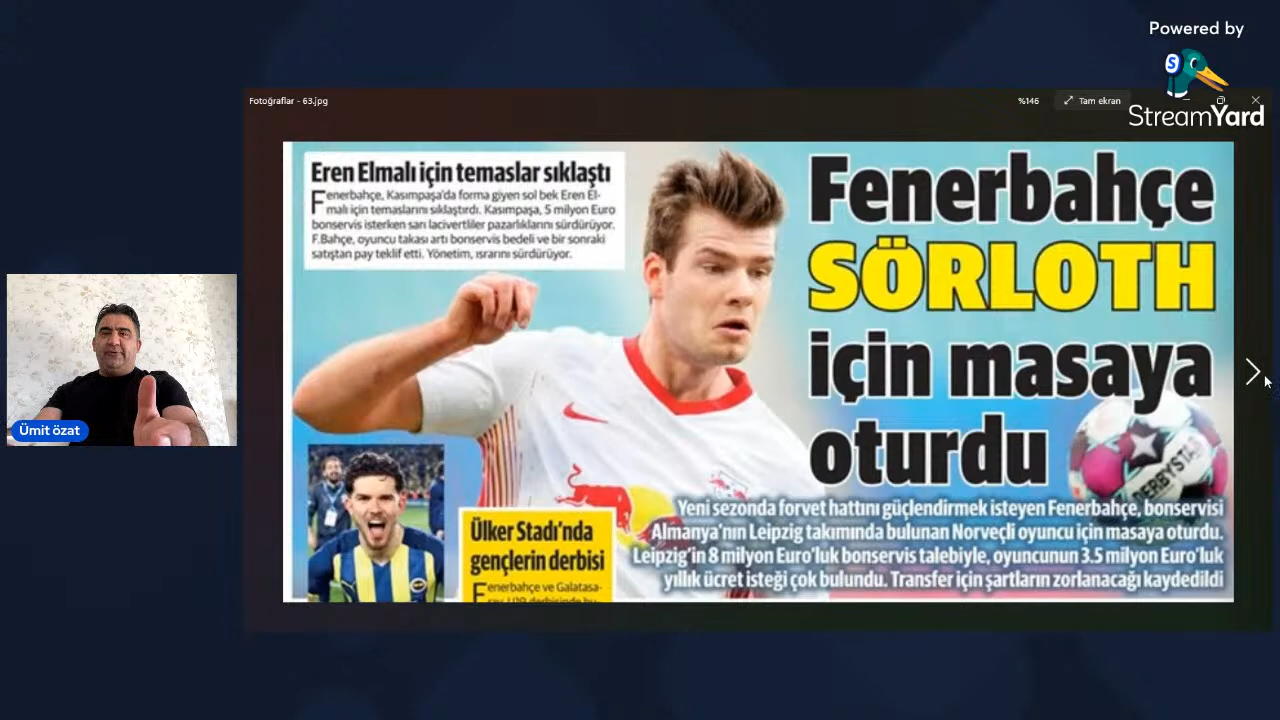 Powered by
S
StreamYard
Fotoğraflar - 63.jpg
%146
Tam ekran
Eren Elmalı için temaslar sıklaştı
Fenerbahçe, Kasımpaşa'da forma giyen sol bek Eren El-
malı için temaslarını sıklaştırdı. Kasımpaşa, 5 milyon Euro
bonservis isterken sarı lacivertliler pazarlıklarını sürdürüyor.
F.Bahçe, oyuncu takası artı bonservis bedeli ve bir sonraki
satıştan pay teklif etti. Yönetim, ısrarını sürdürüyor.
Fenerbahçe
SÖRLOTH
için masaya
oturdu
DERBYSTA
Yeni sezonda forvet hattını güçlendirmek isteyen Fenerbahçe, bonservisi
Almanya'nın Leipzig takımında bulunan Norveçli oyuncu için masaya oturdu.
Leipzig'in 8 milyon Euro'luk bonservis talebiyle, oyuncunun 3.5 milyon Euro'luk
yıllık ücret isteği çok bulundu. Transfer için şartların zorlanacağı kaydedildi
Ülker Stadı'nda
gençlerin derbisi
Fenerbahçe ve Galatasa-
Ümit özat